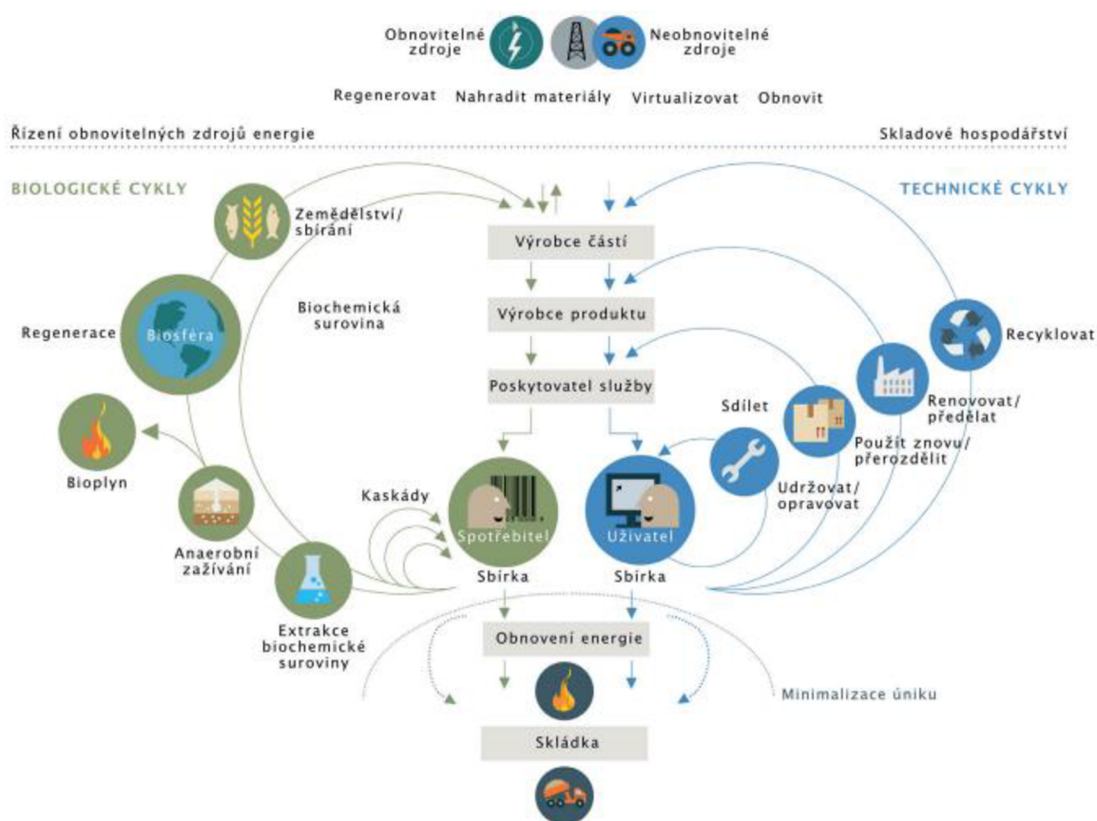 Obnovitelné
zdroje
Neobnovitelné
zdroje
Regenerovat Nahradit materiály Virtualizovat Obnovit
Řízení obnovitelných zdrojů energie
Skladové hospodářství
BIOLOGICKÉ CYKLY
TECHNICKÉ CYKLY
Zemědělství/
sbírání
Výrobce částí
Biochemická
surovina
Výrobce produktu
Regenerace
Biosféra
Recyklovat
Poskytovatel služby
Renovovat/
předělat
Sdílet
Použít znovu/
přerozdělit
Bioplyn
Kaskády
Udržovat/
opravovat
Spotřebitel
Uživatel
Anaerobní
zažívání
Sbírka
Sbírka
Extrakce
biochemické
suroviny
Obnovení energie
Minimalizace úniku
Skládka